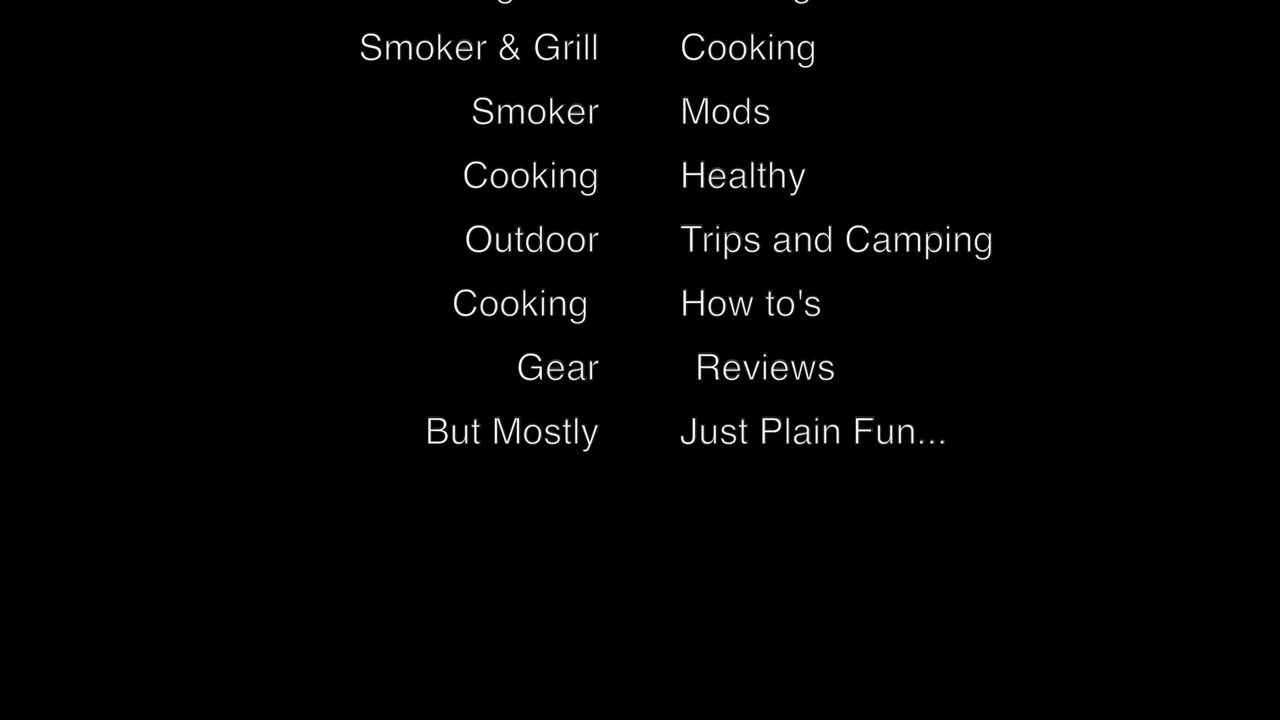 Smoker & Grill Cooking
Smoker Mods
Cooking Healthy
Outdoor Trips and Camping
Cooking How to's
Gear Reviews
But Mostly Just Plain Fun...